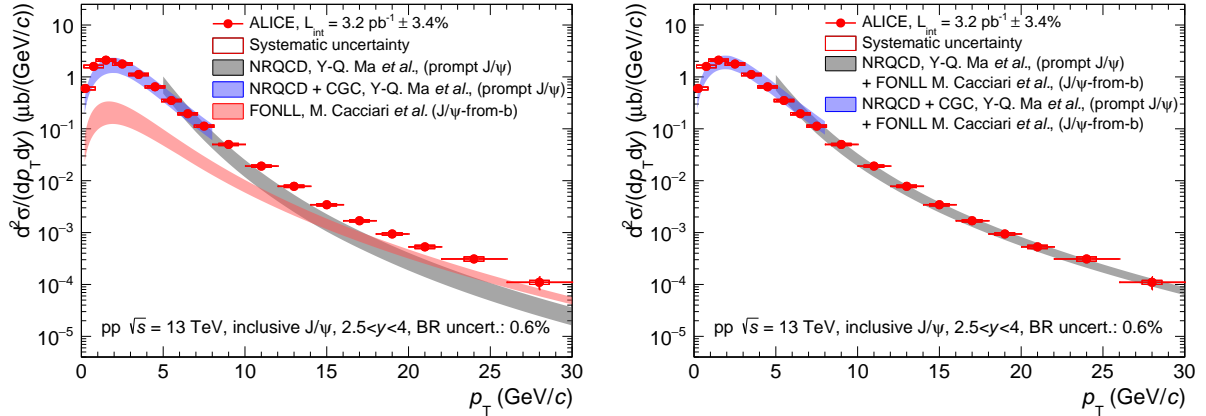 d²σ/(dp_T dy) (μb/(GeV/c))
10
1
10⁻¹
10⁻²
10⁻³
10⁻⁴
10⁻⁵
ALICE, L_int = 3.2 pb⁻¹ ± 3.4%
Systematic uncertainty
NRQCD, Y-Q. Ma et al., (prompt J/ψ)
NRQCD + CGC, Y-Q. Ma et al., (prompt J/ψ)
FONLL, M. Cacciari et al. (J/ψ-from-b)
pp √s = 13 TeV, inclusive J/ψ, 2.5<y<4, BR uncert.: 0.6%
0 5 10 15 20 25 30
p_T (GeV/c)
d²σ/(dp_T dy) (μb/(GeV/c))
10
1
10⁻¹
10⁻²
10⁻³
10⁻⁴
10⁻⁵
ALICE, L_int = 3.2 pb⁻¹ ± 3.4%
Systematic uncertainty
NRQCD, Y-Q. Ma et al., (prompt J/ψ)
+ FONLL M. Cacciari et al., (J/ψ-from-b)
NRQCD + CGC, Y-Q. Ma et al., (prompt J/ψ)
+ FONLL M. Cacciari et al., (J/ψ-from-b)
pp √s = 13 TeV, inclusive J/ψ, 2.5<y<4, BR uncert.: 0.6%
0 5 10 15 20 25 30
p_T (GeV/c)